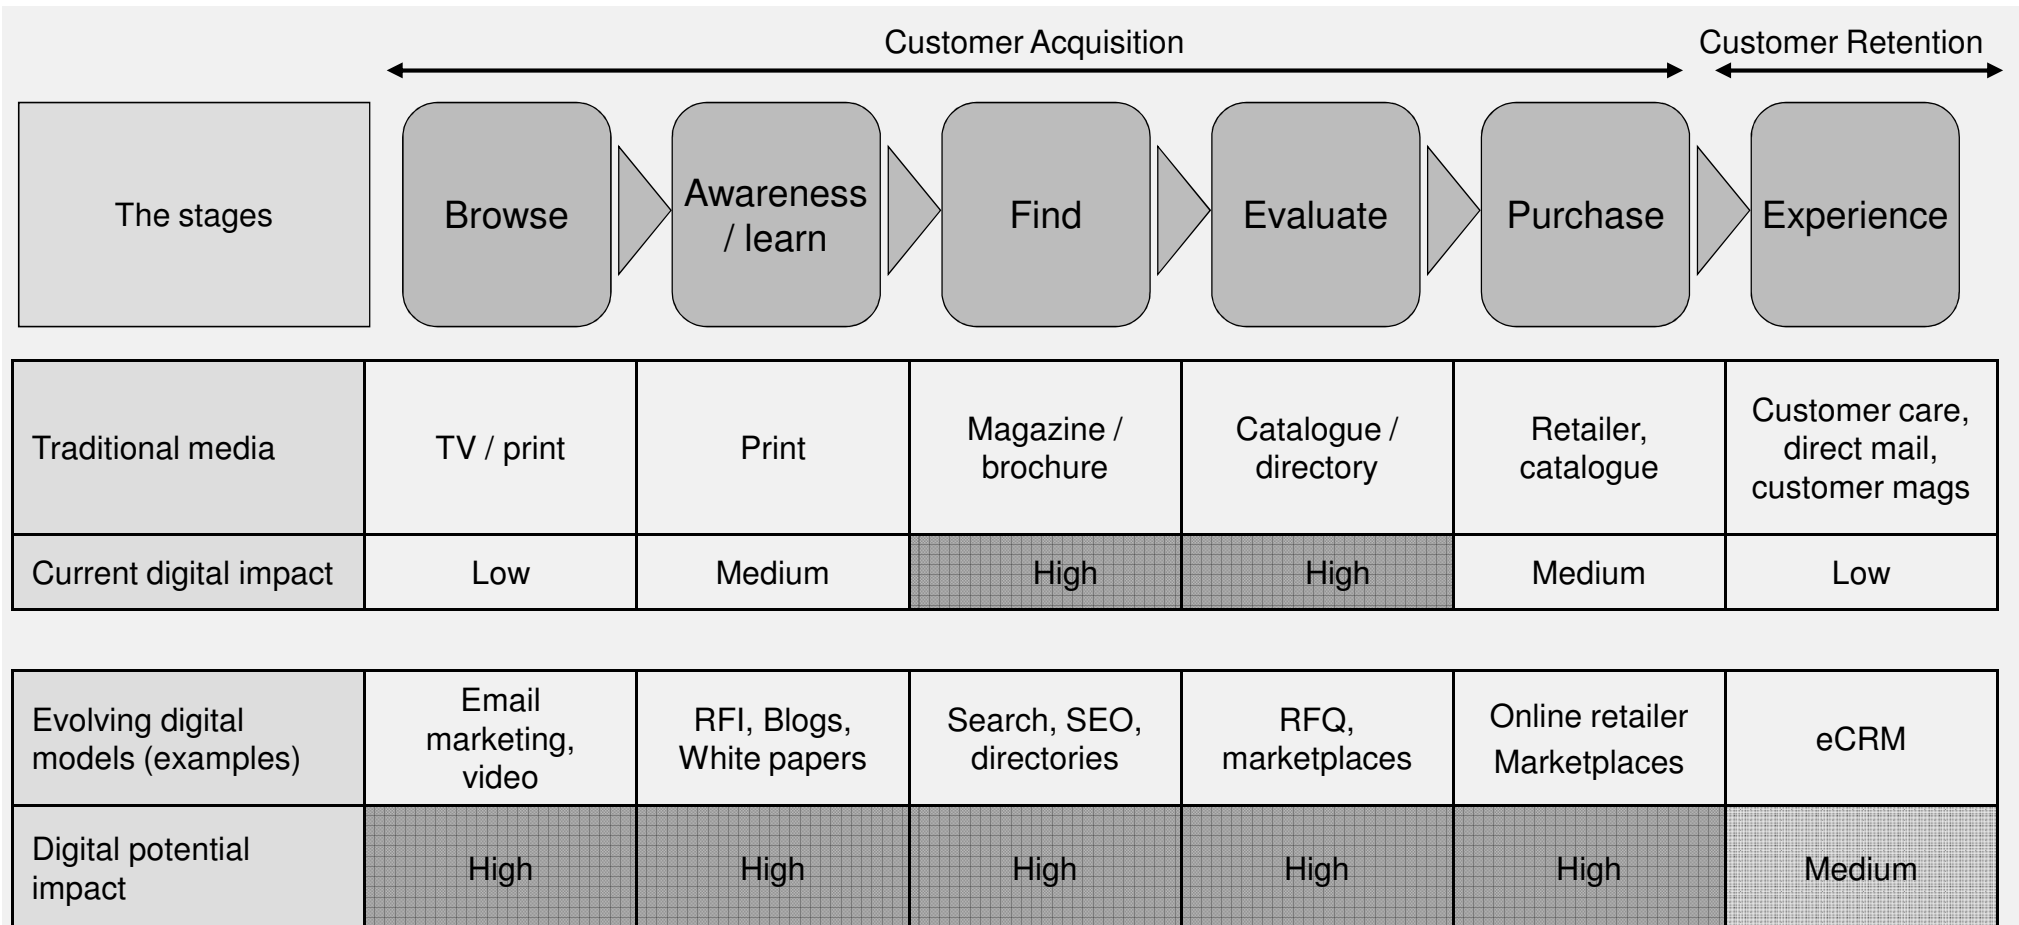 Customer Acquisition
Customer Retention
The stages
Browse
Awareness
/ learn
Find
Evaluate
Purchase
Experience
Traditional media
TV / print
Print
Magazine /
brochure
Catalogue /
directory
Retailer,
catalogue
Customer care,
direct mail,
customer mags
Current digital impact
Low
Medium
High
High
Medium
Low
Evolving digital
models (examples)
Email
marketing,
video
RFI, Blogs,
White papers
Search, SEO,
directories
RFQ,
marketplaces
Online retailer
Marketplaces
eCRM
Digital potential
impact
High
High
High
High
High
Medium